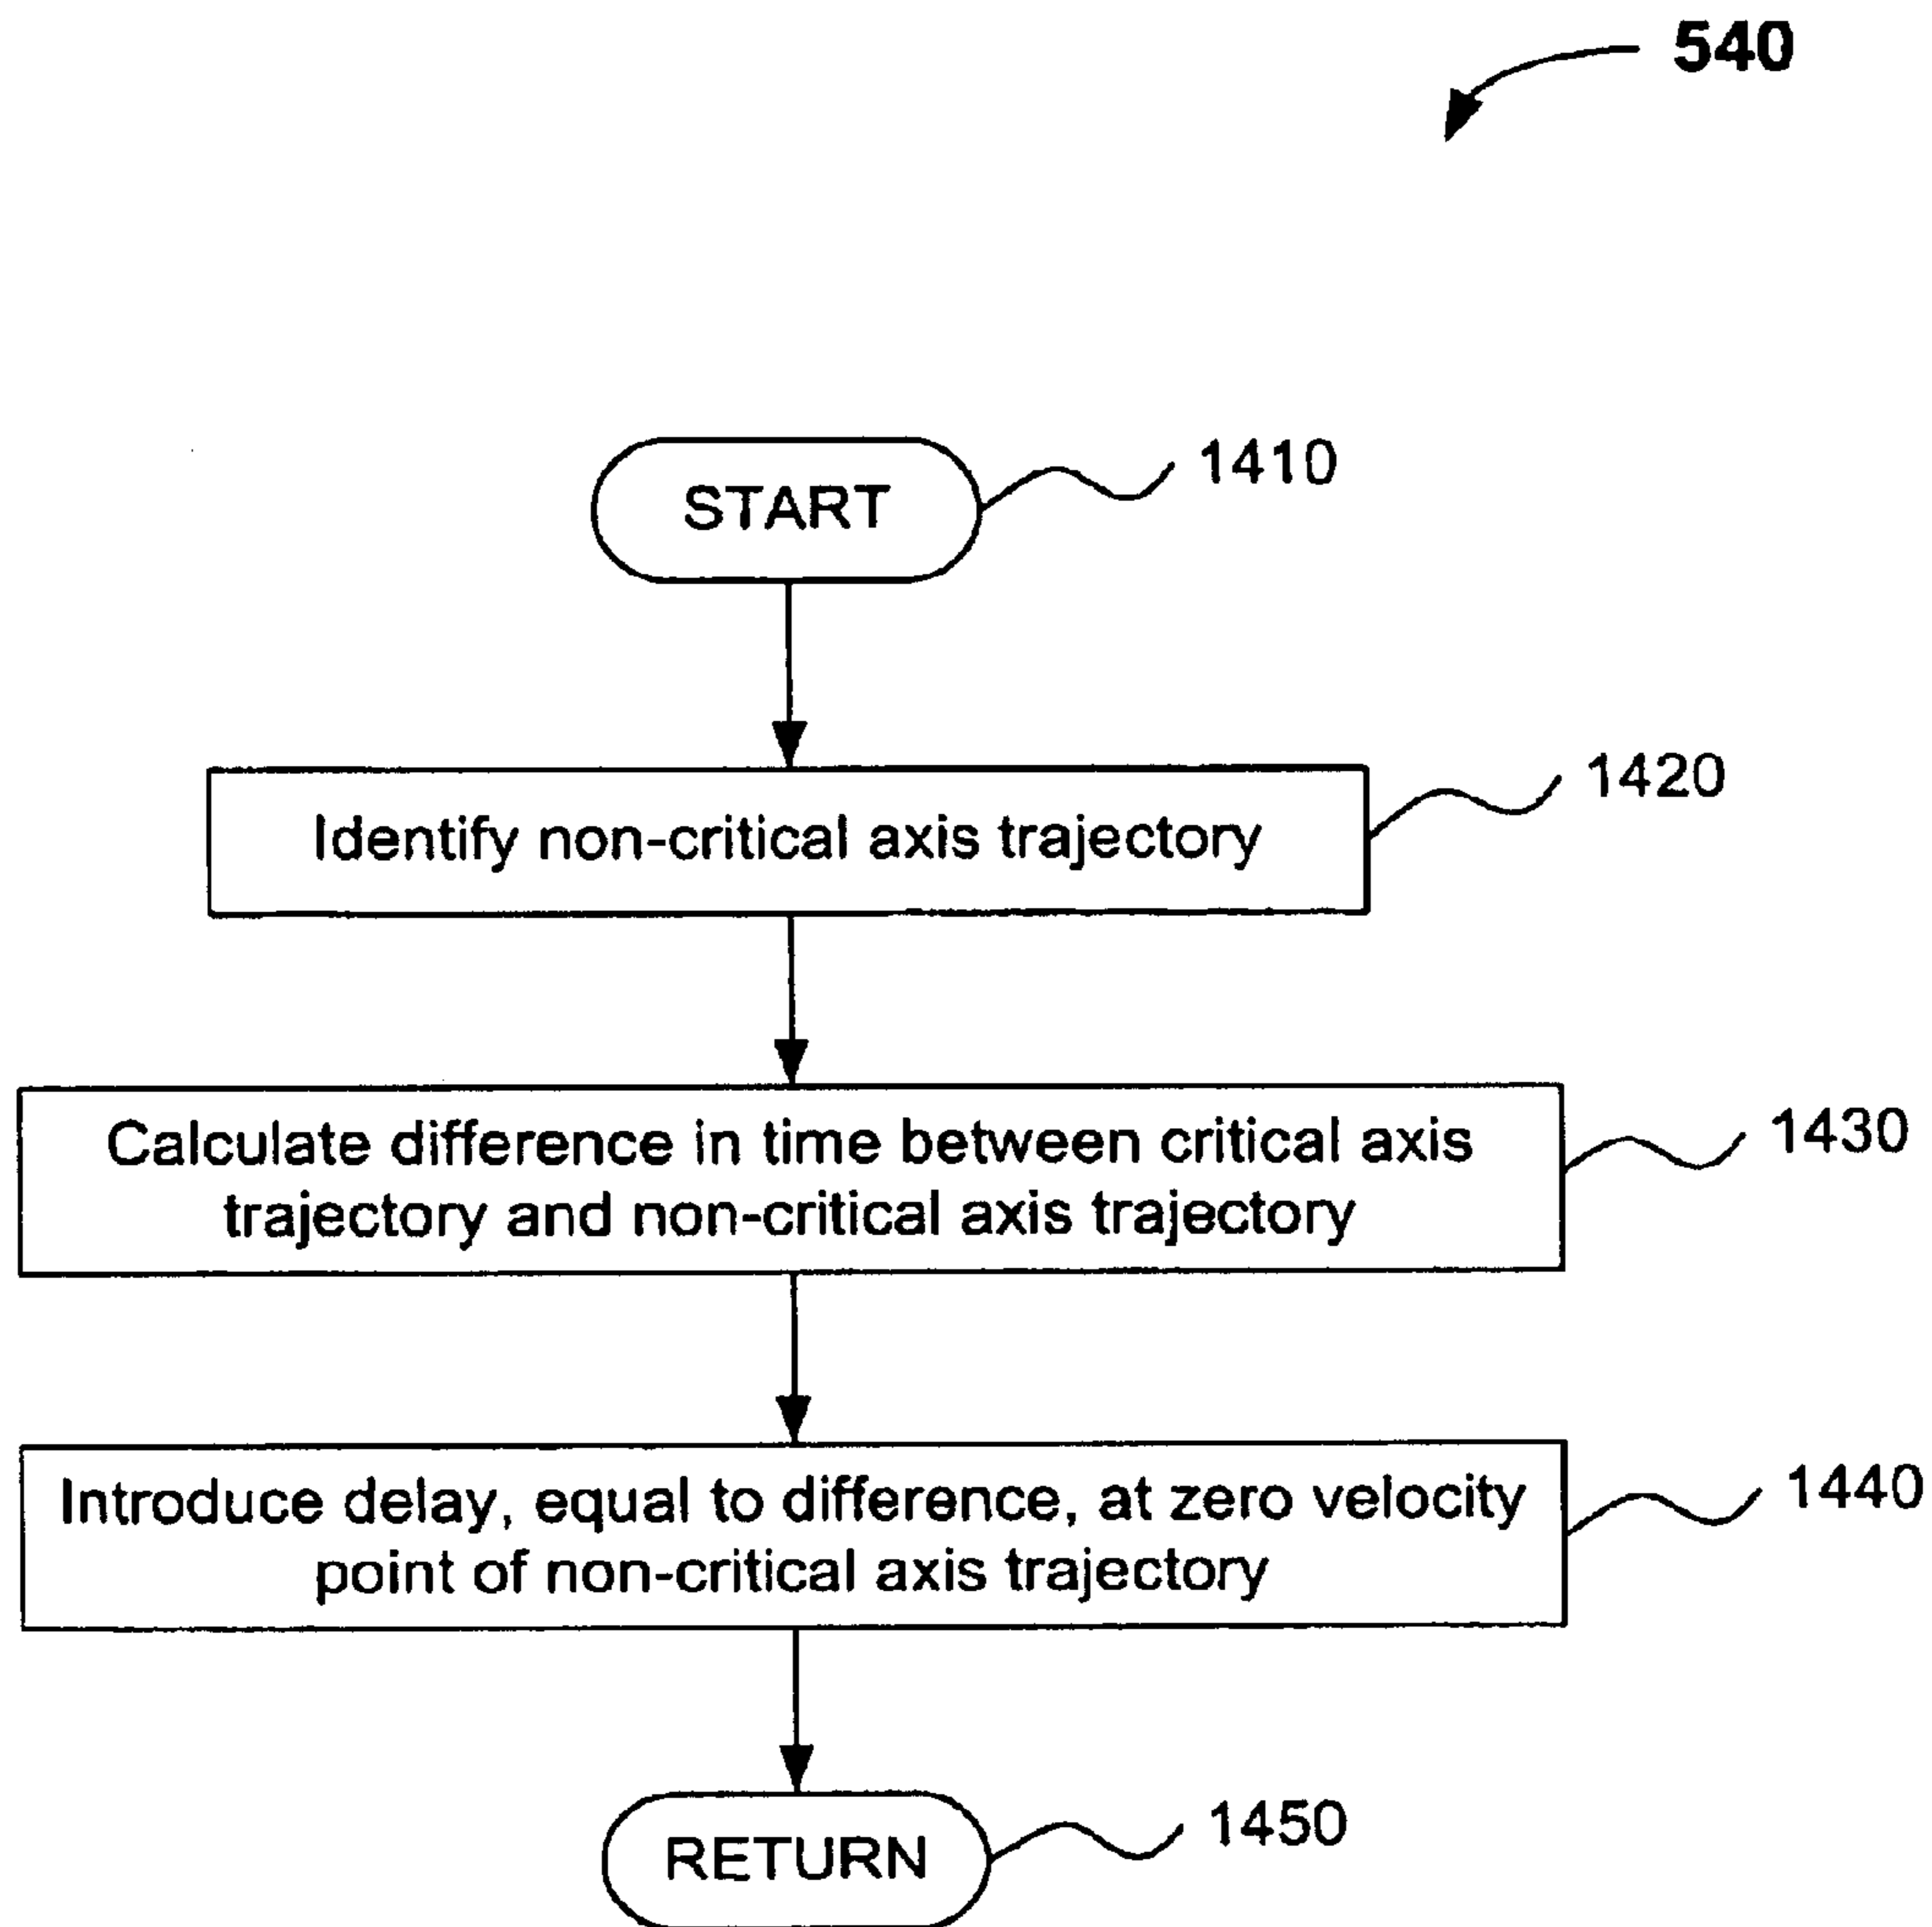 540
START
1410
Identify non-critical axis trajectory
1420
Calculate difference in time between critical axis
trajectory and non-critical axis trajectory
1430
Introduce delay, equal to difference, at zero velocity
point of non-critical axis trajectory
1440
RETURN
1450